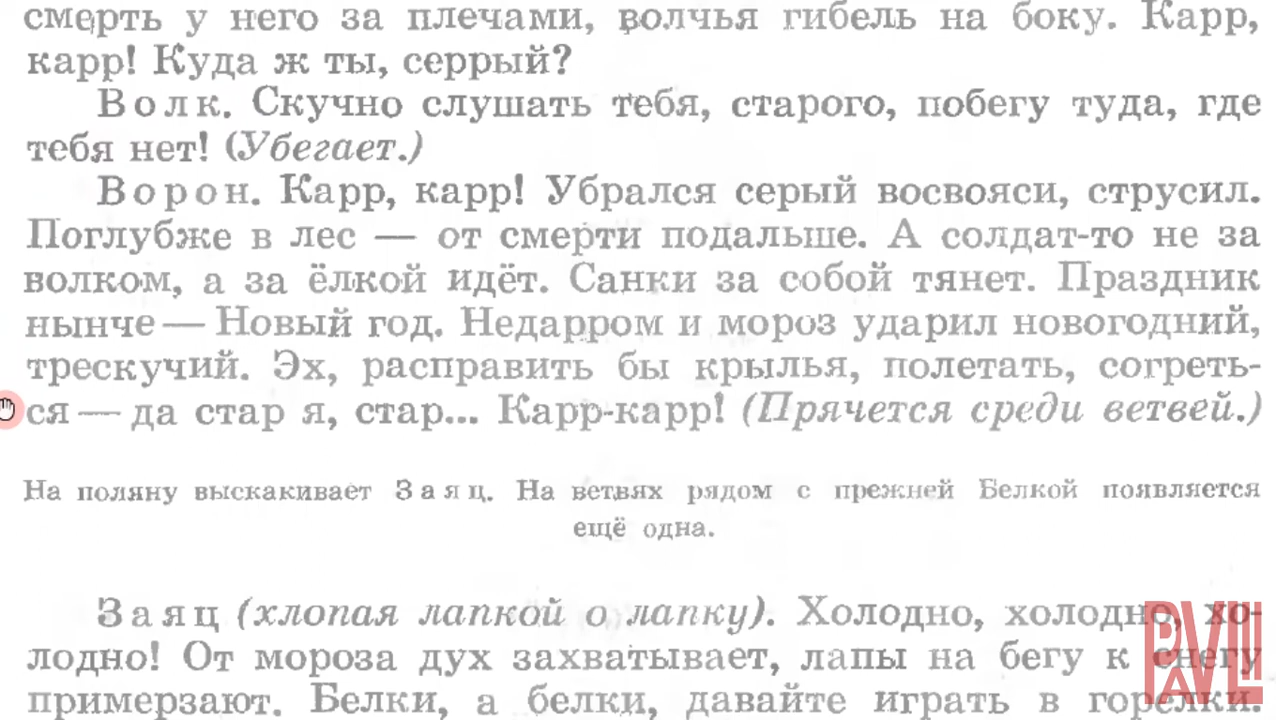 смерть у него за плечами, волчья гибель на боку. Карр,
карр! Куда ж ты, серрый?
Волк. Скучно слушать тебя, старого, побегу туда, где
тебя нет! (Убегает.)
Ворон. Карр, карр! Убрался серый восвояси, струсил.
Поглубже в лес — от смерти подальше. А солдат-то не за
волком, а за ёлкой идёт. Санки за собой тянет. Праздник
нынче — Новый год. Недарром и мороз ударил новогодний,
трескучий. Эх, расправить бы крылья, полетать, согреть-
ся — да стар я, стар... Карр-карр! (Прячется среди ветвей.)
На поляну выскакивает Заяц. На ветвях рядом с прежней Белкой появляется
ещё одна.
Заяц (хлопая лапкой о лапку). Холодно, холодно, хо-
лодно! От мороза дух захватывает, лапы на бегу к снегу
примерзают. Белки, а белки, давайте играть в горелки.